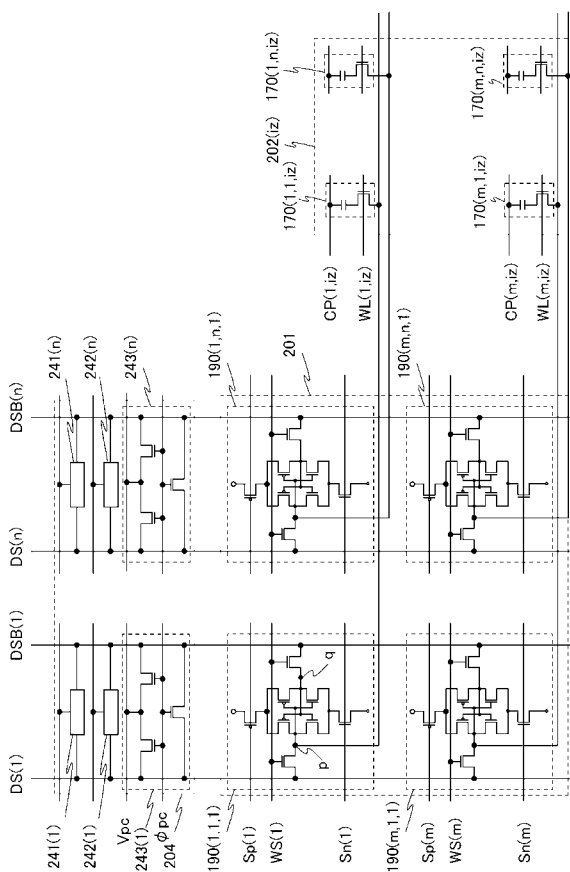 170(1,n,iz)
170(m,n,iz)
202(iz)
170(1,1,iz)
170(m,1,iz)
CP(1,iz)
WL(1,iz)
CP(m,iz)
WL(m,iz)
241(n)
242(n)
243(n)
190(1,n,1)
201
190(m,n,1)
DSB(n)
DS(n)
DSB(1)
DS(1)
q
p
241(1)
242(1)
Vpc
243(1)
φpc
204
190(1,1,1)
Sp(1)
WS(1)
Sn(1)
190(m,1,1)
Sp(m)
WS(m)
Sn(m)